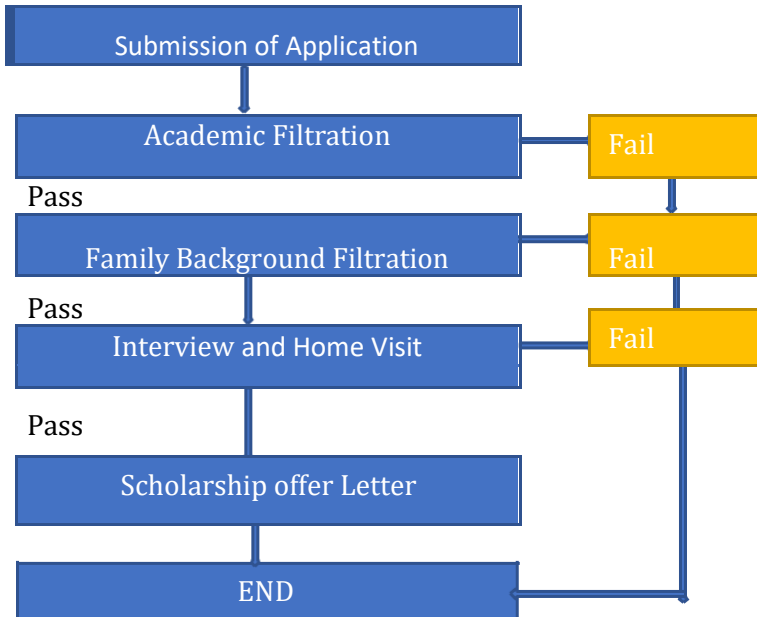 Submission of Application
Academic Filtration
Fail
Pass
Family Background Filtration
Fail
Pass
Interview and Home Visit
Fail
Pass
Scholarship offer Letter
END